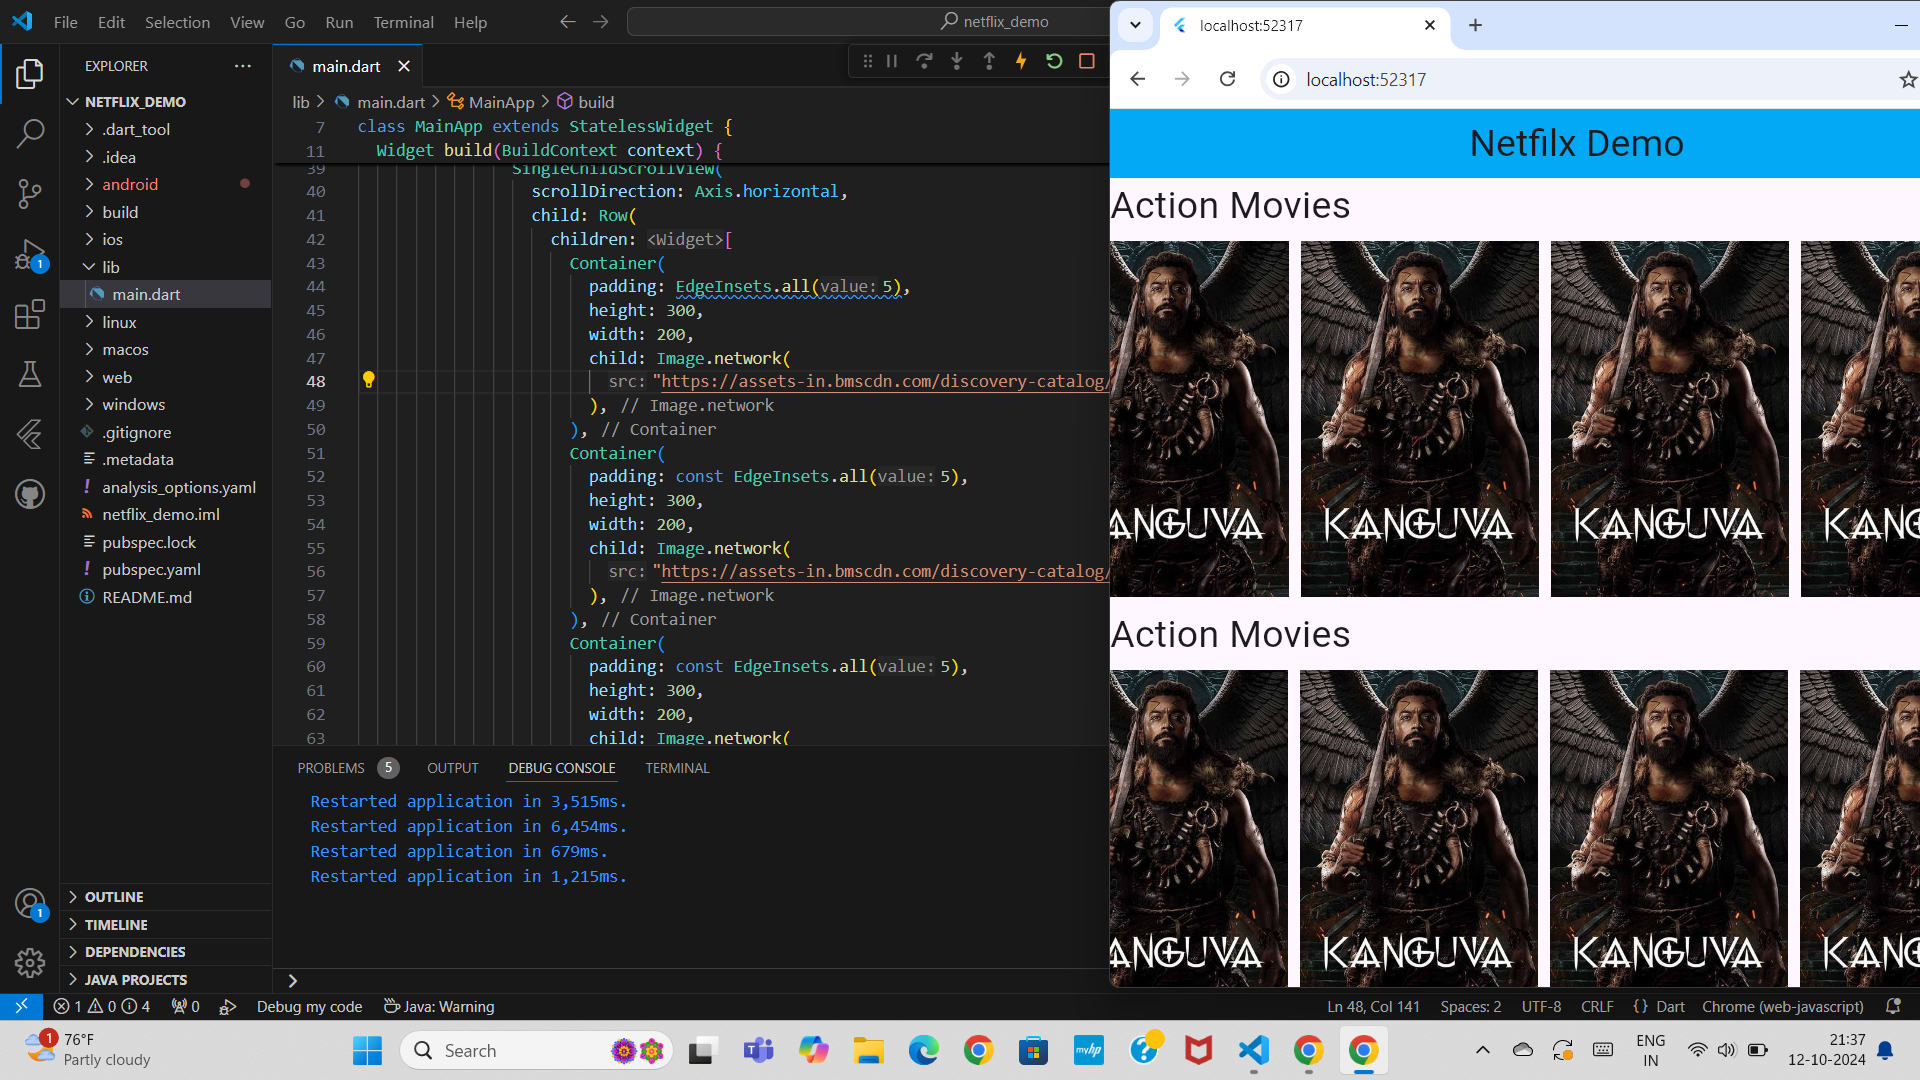 File Edit Selection View Go Run Terminal Help
netflix_demo
EXPLORER
NETFLIX_DEMO
.dart_tool
.idea
android
build
ios
lib
main.dart
linux
macos
web
windows
.gitignore
.metadata
analysis_options.yaml
netflix_demo.iml
pubspec.lock
pubspec.yaml
README.md
OUTLINE
TIMELINE
DEPENDENCIES
JAVA PROJECTS
1
1
main.dart
lib > main.dart > MainApp > build
7 class MainApp extends StatelessWidget {
11 Widget build(BuildContext context) {
39 SingleChildScrollView(
40 scrollDirection: Axis.horizontal,
41 child: Row(
42 children: <Widget>[
43 Container(
44 padding: EdgeInsets.all(value: 5),
45 height: 300,
46 width: 200,
47 child: Image.network(
48 src: "https://assets-in.bmscdn.com/discovery-catalog/
49 ), // Image.network
50 ), // Container
51 Container(
52 padding: const EdgeInsets.all(value: 5),
53 height: 300,
54 width: 200,
55 child: Image.network(
56 src: "https://assets-in.bmscdn.com/discovery-catalog/
57 ), // Image.network
58 ), // Container
59 Container(
60 padding: const EdgeInsets.all(value: 5),
61 height: 300,
62 width: 200,
63 child: Image.network(
PROBLEMS 5 OUTPUT DEBUG CONSOLE TERMINAL
Restarted application in 3,515ms.
Restarted application in 6,454ms.
Restarted application in 679ms.
Restarted application in 1,215ms.
localhost:52317
localhost:52317
Netfilx Demo
Action Movies
ANGUVA KANGUVA KANGUVA KANG
Action Movies
ANGUVA KANGUVA KANGUVA KANG
1 0 4 0 Debug my code Java: Warning
Ln 48, Col 141 Spaces: 2 UTF-8 CRLF {} Dart Chrome (web-javascript)
1
76°F
Partly cloudy
Search
T
myhp
ENG
IN
21:37
12-10-2024